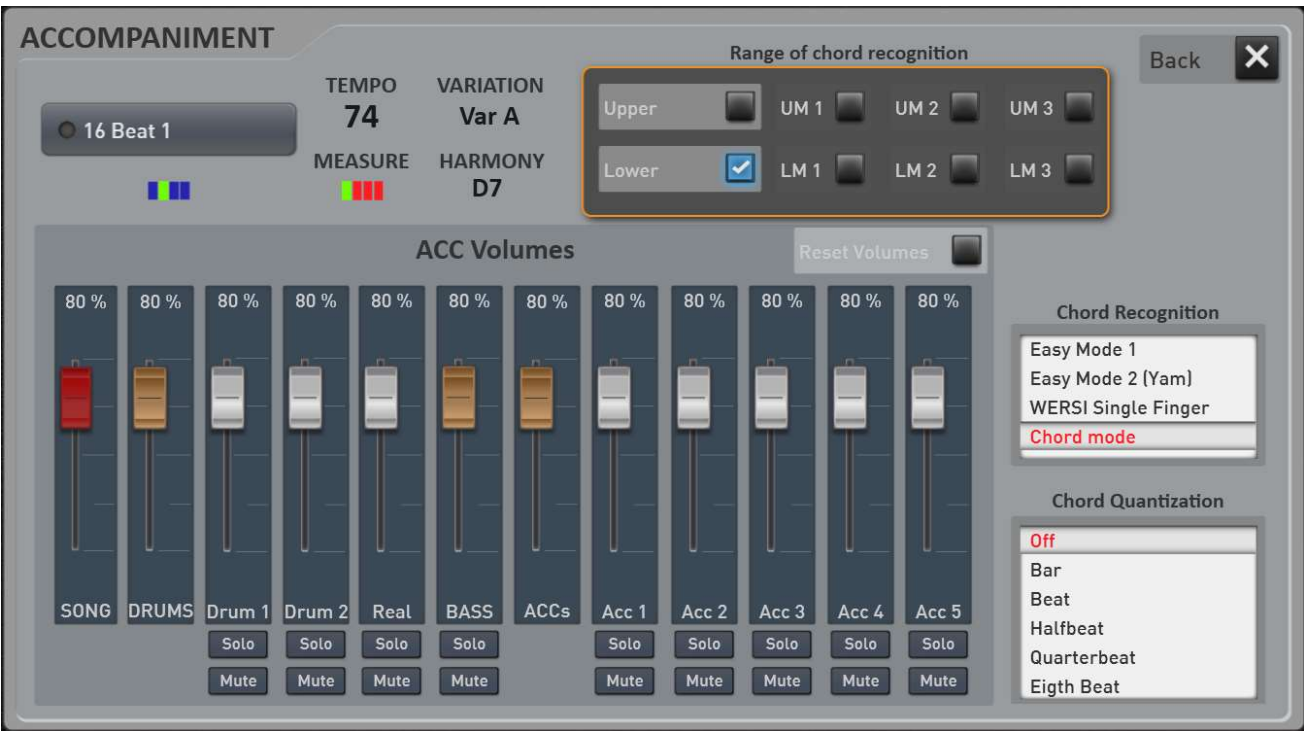 ACCOMPANIMENT
Range of chord recognition
Back
TEMPO VARIATION
74 Var A
16 Beat 1
MEASURE HARMONY
D7
Upper UM 1 UM 2 UM 3
Lower LM 1 LM 2 LM 3
ACC Volumes
Reset Volumes
80 % 80 % 80 % 80 % 80 % 80 % 80 % 80 % 80 % 80 % 80 % 80 %
SONG DRUMS Drum 1 Drum 2 Real BASS ACCs Acc 1 Acc 2 Acc 3 Acc 4 Acc 5
Solo Solo Solo Solo Solo Solo Solo Solo Solo
Mute Mute Mute Mute Mute Mute Mute Mute Mute
Chord Recognition
Easy Mode 1
Easy Mode 2 (Yam)
WERSI Single Finger
Chord mode
Chord Quantization
Off
Bar
Beat
Halfbeat
Quarterbeat
Eigth Beat